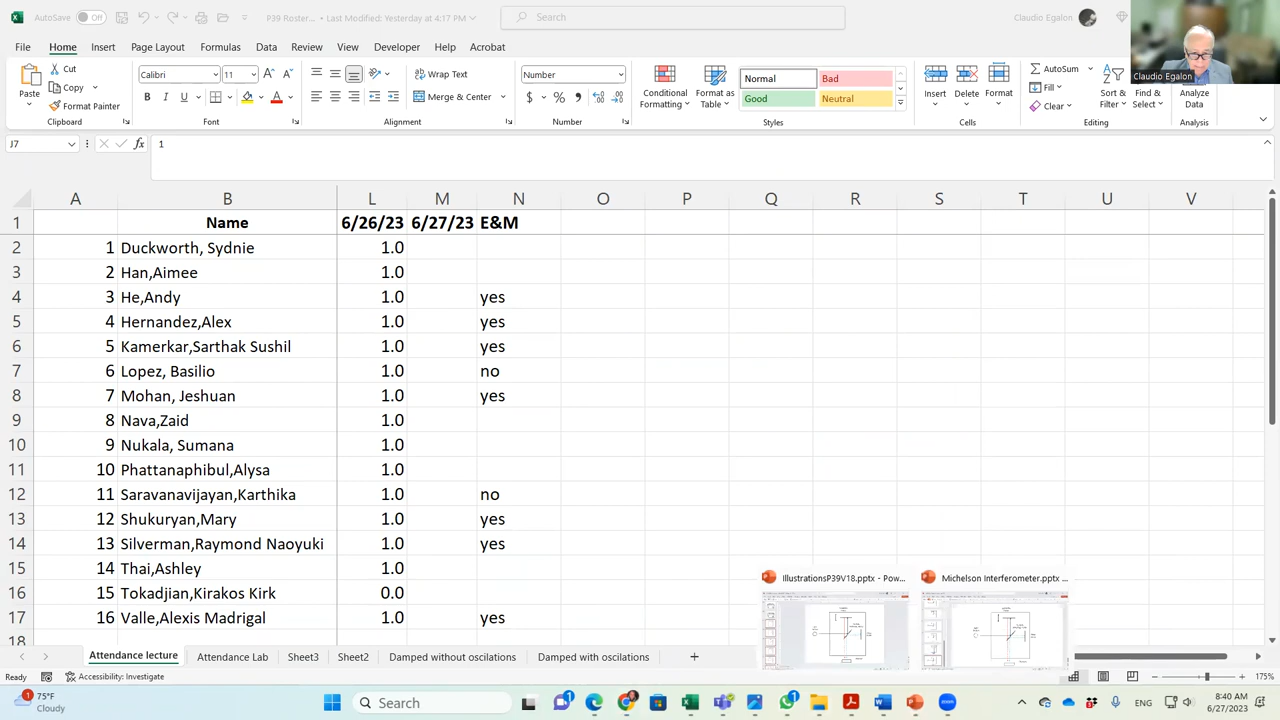 AutoSave Off P39 Roster... • Last Modified: Yesterday at 4:17 PM Search Claudio Egalon
File Home Insert Page Layout Formulas Data Review View Developer Help Acrobat
Claudio Egalon
Paste Cut Copy Format Painter
Clipboard
Calibri 11
B I U A
Font
Wrap Text
Merge & Center
Alignment
Number
$ % 9
Number
Conditional Formatting Format as Table
Normal Bad
Good Neutral
Styles
Insert Delete Format
Cells
AutoSum
Fill
Clear
Sort & Filter Find & Select
Editing
Analyze Data
Analysis
J7 fx 1
A B L M N O P Q R S T U V
1 Name 6/26/23 6/27/23 E&M
2 1 Duckworth, Sydnie 1.0
3 2 Han,Aimee 1.0
4 3 He,Andy 1.0 yes
5 4 Hernandez,Alex 1.0 yes
6 5 Kamerkar,Sarthak Sushil 1.0 yes
7 6 Lopez, Basilio 1.0 no
8 7 Mohan, Jeshuan 1.0 yes
9 8 Nava,Zaid 1.0
10 9 Nukala, Sumana 1.0
11 10 Phattanaphibul,Alysa 1.0
12 11 Saravanavijayan,Karthika 1.0 no
13 12 Shukuryan,Mary 1.0 yes
14 13 Silverman,Raymond Naoyuki 1.0 yes
15 14 Thai,Ashley 1.0
16 15 Tokadjian,Kirakos Kirk 0.0
17 16 Valle,Alexis Madrigal 1.0 yes
18
IllustrationsP39V18.pptx - Pow... Michelson Interferometer.pptx ...
Attendance lecture Attendance Lab Sheet3 Sheet2 Damped without oscilations Damped with oscilations
Ready Accessibility: Investigate 175%
1 75°F
Cloudy
Search
1 1
ENG
8:40 AM
6/27/2023